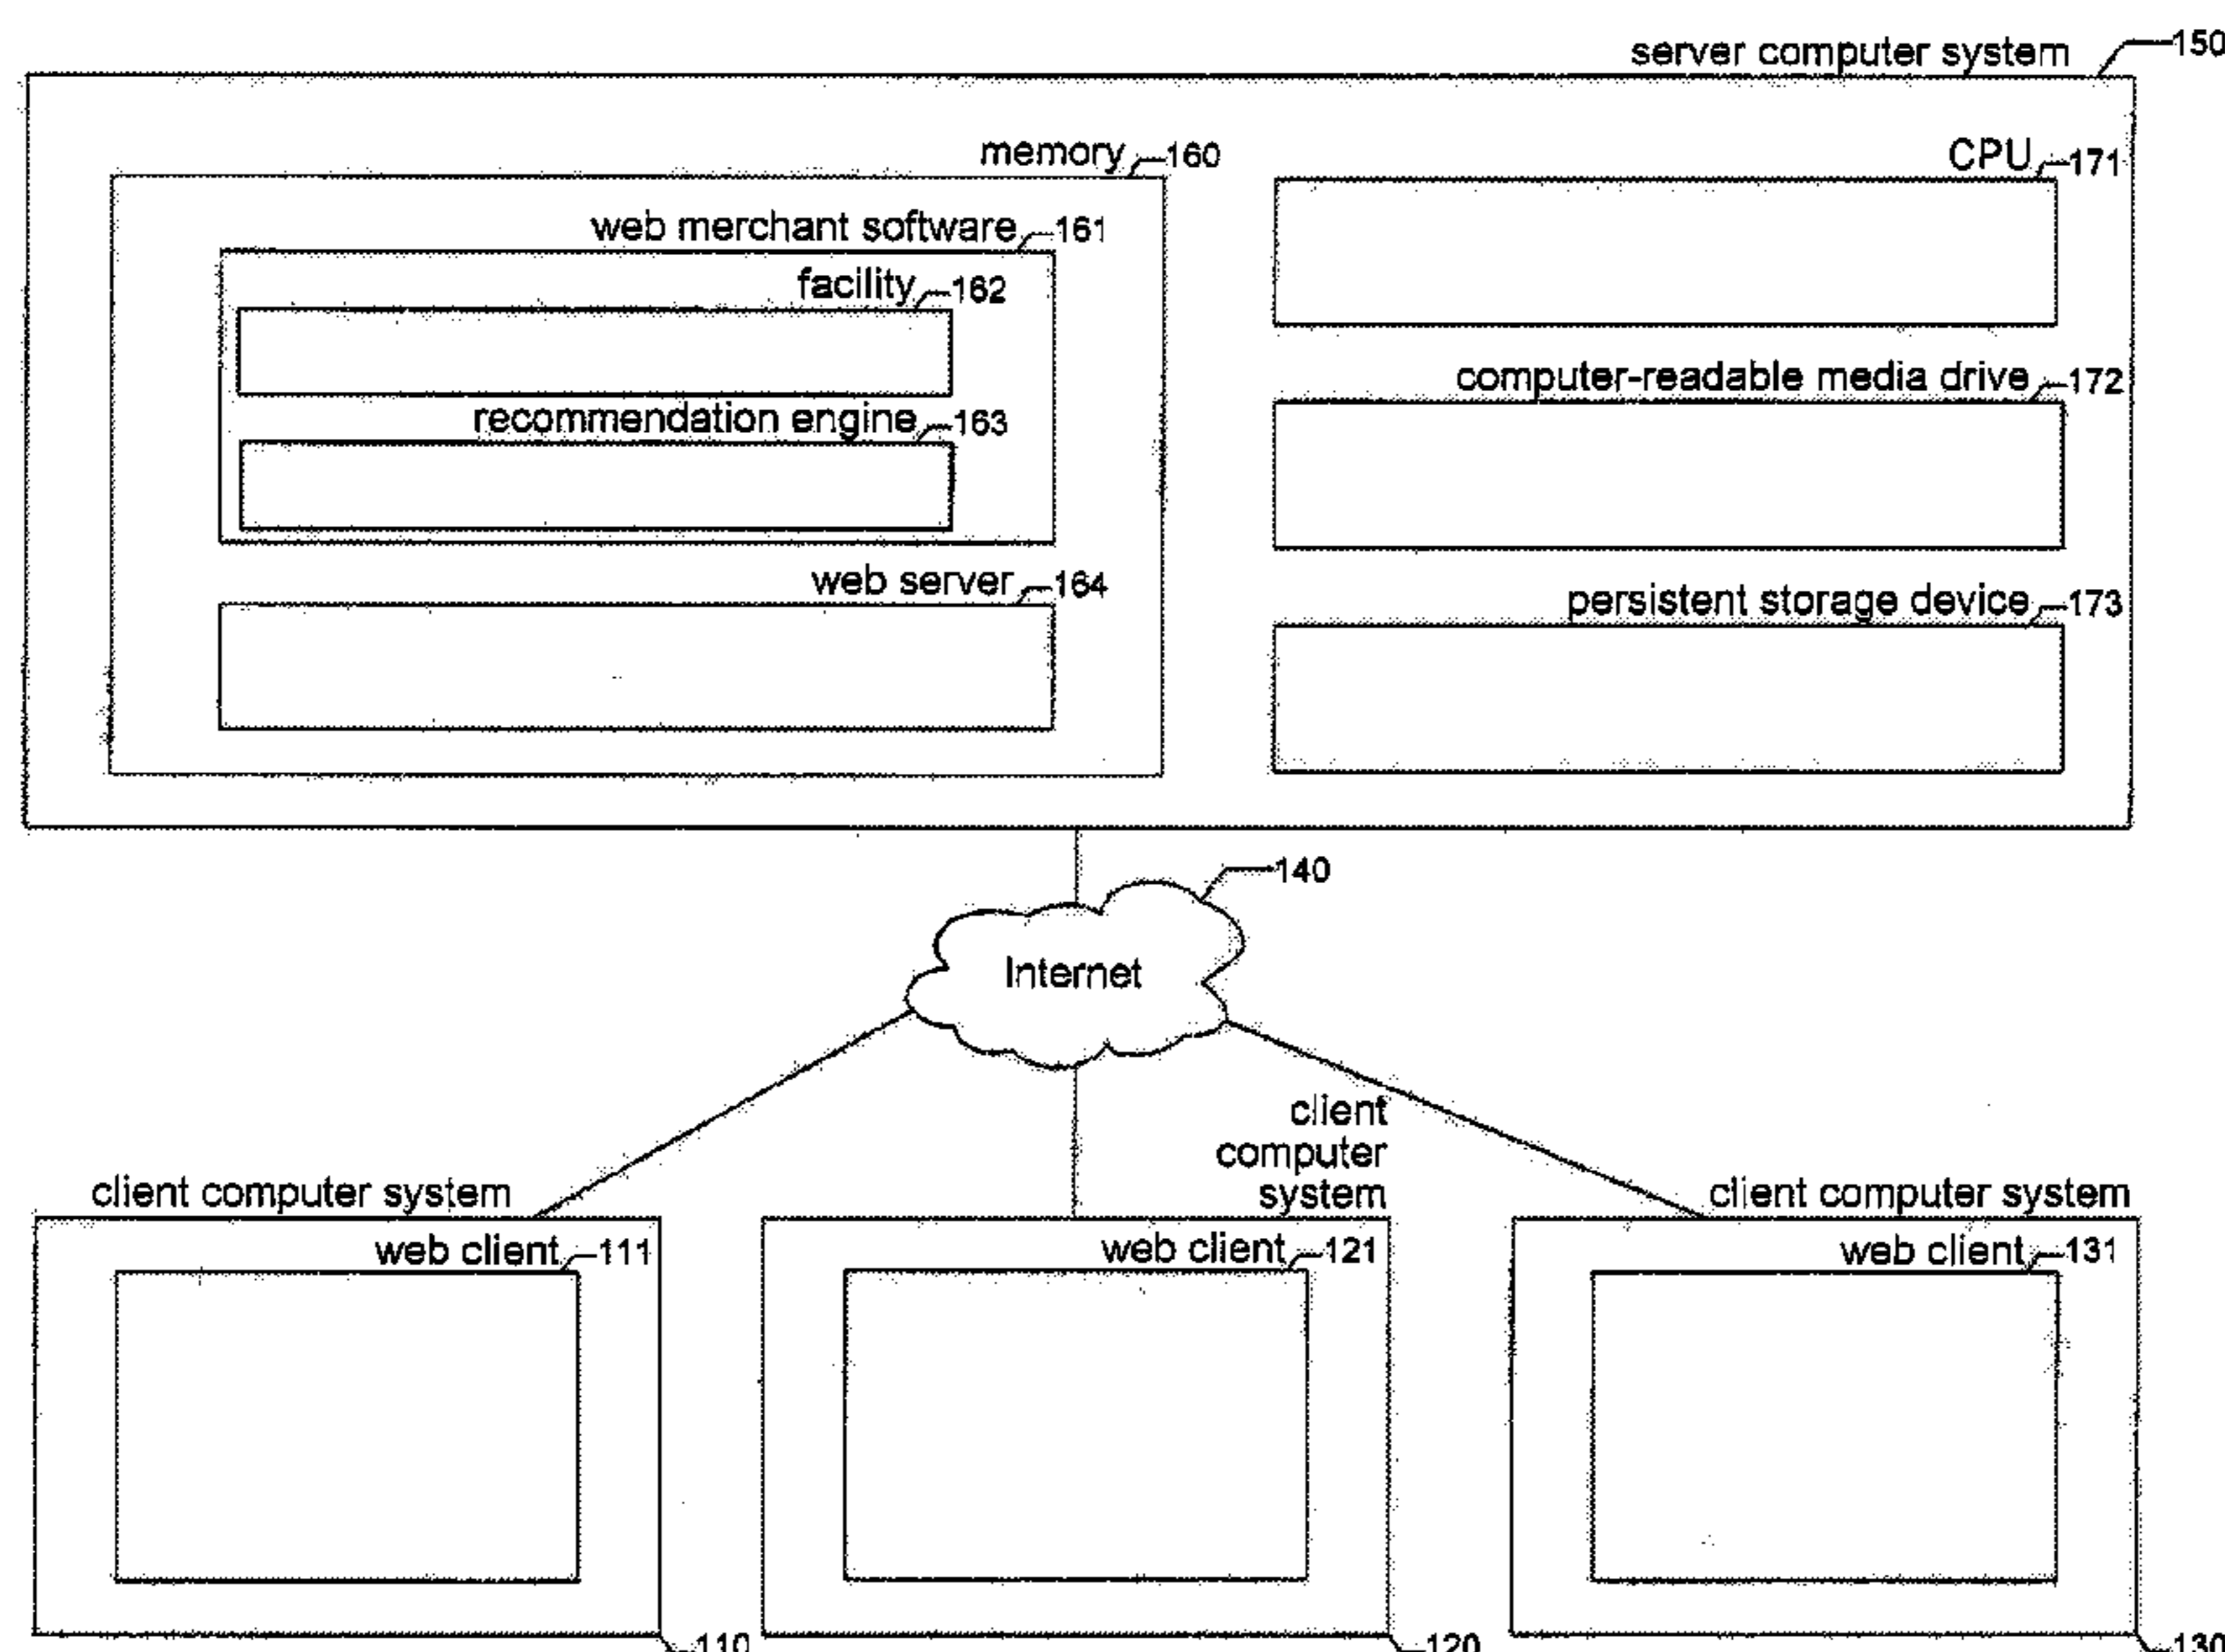 server computer system 150
memory 160
CPU 171
web merchant software 161
facility 162
computer-readable media drive 172
recommendation engine 163
web server 164
persistent storage device 173
140
Internet
client
computer
system
client computer system
client computer system
web client 111
web client 121
web client 131
110
120
130